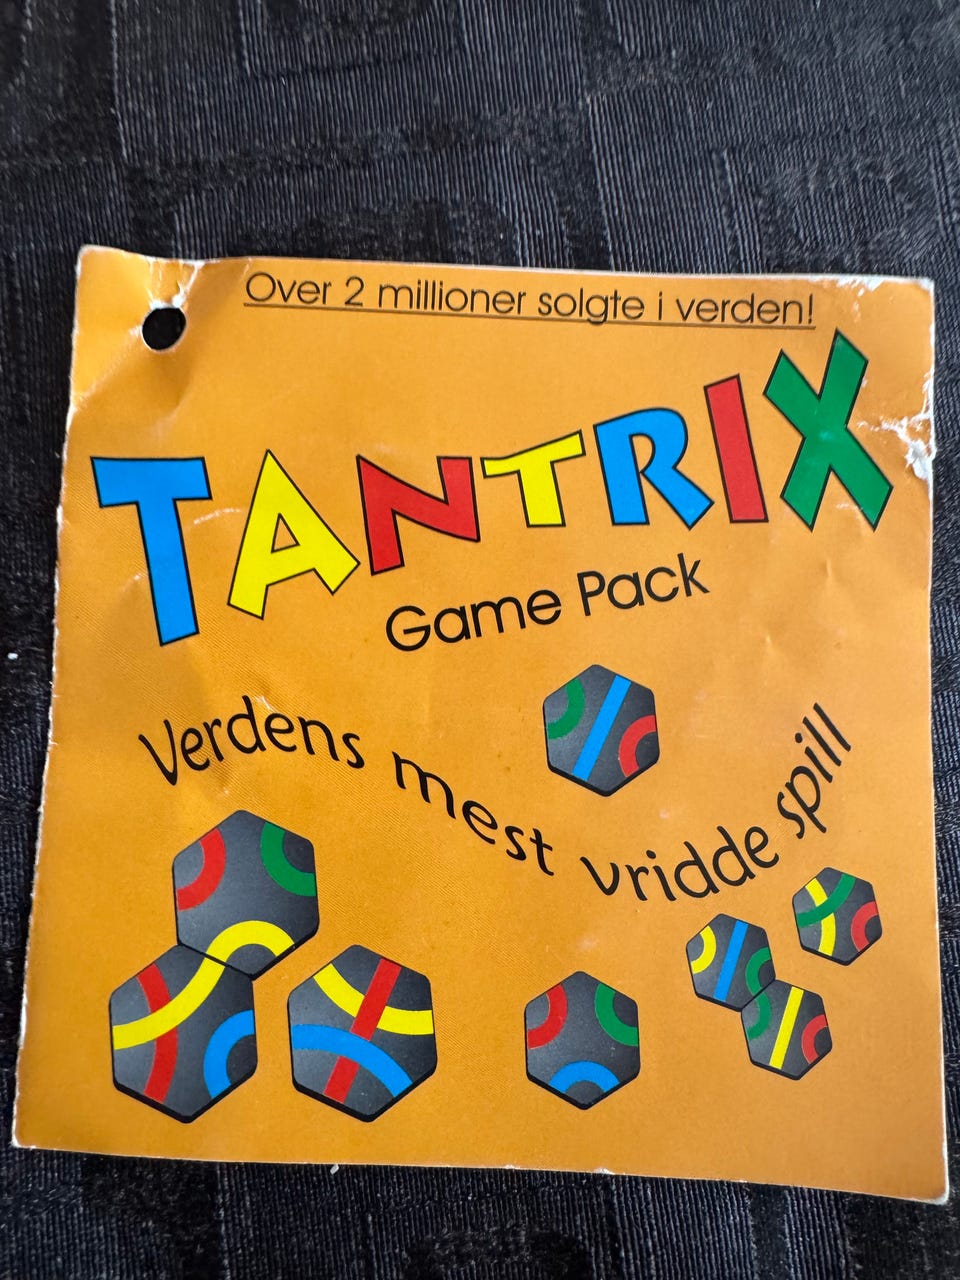 Over 2 millioner solgte i verden!
TANTRIX
Game Pack
Verdens mest vridde spill